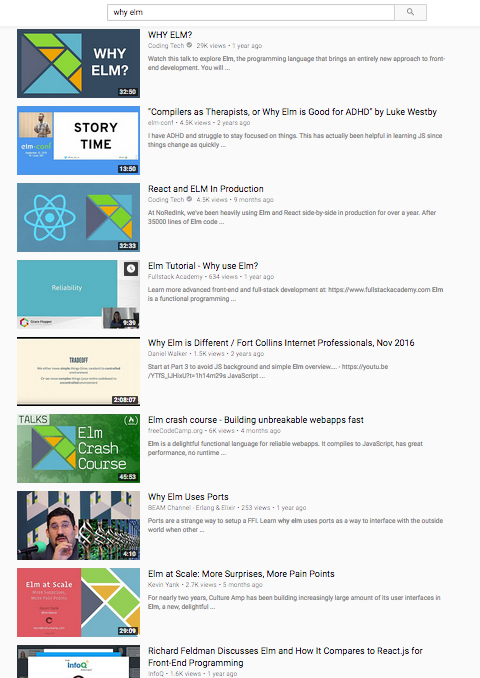 why elm
WHY
ELM?
32:50
WHY ELM?
Coding Tech 29K views • 1 year ago
Watch this talk to explore Elm, the programming language that brings an entirely new approach to front-
end development. You will ...
elm-conf
STORY
TIME
13:50
"Compilers as Therapists, or Why Elm is Good for ADHD" by Luke Westby
elm-conf • 4.5K views • 2 years ago
I have ADHD and struggle to stay focused on things. This has actually been helpful in learning JS since
things change as quickly ...
32:33
React and ELM In Production
Coding Tech 4.5K views • 9 months ago
At NoRedInk, we've been heavily using Elm and React side-by-side in production for over a year. After
35000 lines of Elm code ...
Reliability
9:39
Elm Tutorial - Why use Elm?
Fullstack Academy • 634 views • 1 year ago
Learn more advanced front-end and full-stack development at: https://www.fullstackacademy.com Elm
is a functional programming ...
TRADEOFF
2:08:07
Why Elm is Different / Fort Collins Internet Professionals, Nov 2016
Daniel Walker • 1.5K views • 2 years ago
Start at Part 3 to avoid JS background and simple Elm overview.... - https://youtu.be
/YTfS_IJHixU?t=1h14m29s JavaScript ...
TALKS
Elm
Crash
Course
45:53
Elm crash course - Building unbreakable webapps fast
freeCodeCamp.org • 6K views • 4 months ago
Elm is a delightful functional language for reliable webapps. It compiles to JavaScript, has great
performance, no runtime ...
4:10
Why Elm Uses Ports
BEAM Channel - Erlang & Elixir • 253 views • 1 year ago
Ports are a strange way to setup a FFI. Learn why elm uses ports as a way to interface with the outside
world when other ...
Elm at Scale
More Surprises,
More Pain Points
29:09
Elm at Scale: More Surprises, More Pain Points
Kevin Yank • 2.7K views • 5 months ago
For nearly two years, Culture Amp has been building increasingly large amount of its user interfaces in
Elm, a new, delightful ...
InfoQ
Richard Feldman Discusses Elm and How It Compares to React.js for
Front-End Programming
InfoQ • 1.6K views • 1 year ago